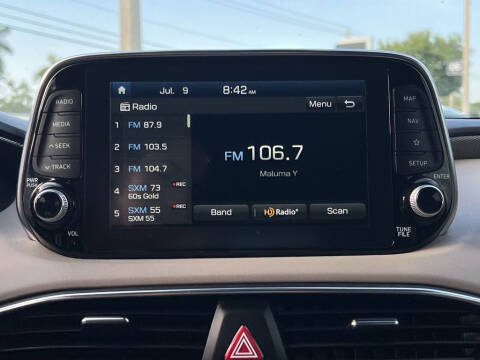 Jul. 9 8:42 AM
Radio Menu
1 FM 87.9
2 FM 103.5
3 FM 104.7
4 SXM 73 REC
60s Gold
5 SXM 55 REC
SXM 55
FM 106.7
Maluma Y
Band HD Radio Scan
RADIO
MEDIA
SEEK
TRACK
PWR
PUSH
VOL
MAP
NAV
SETUP
ENTER
TUNE
FILE